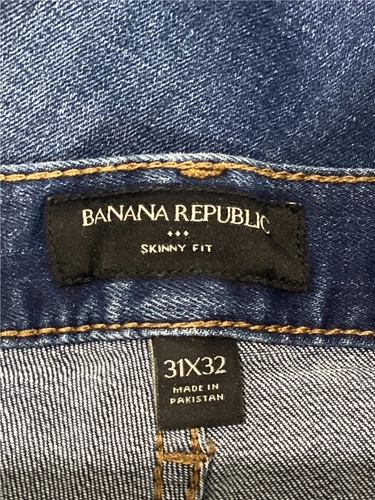 BANANA REPUBLIC
SKINNY FIT
31X32
MADE IN
PAKISTAN